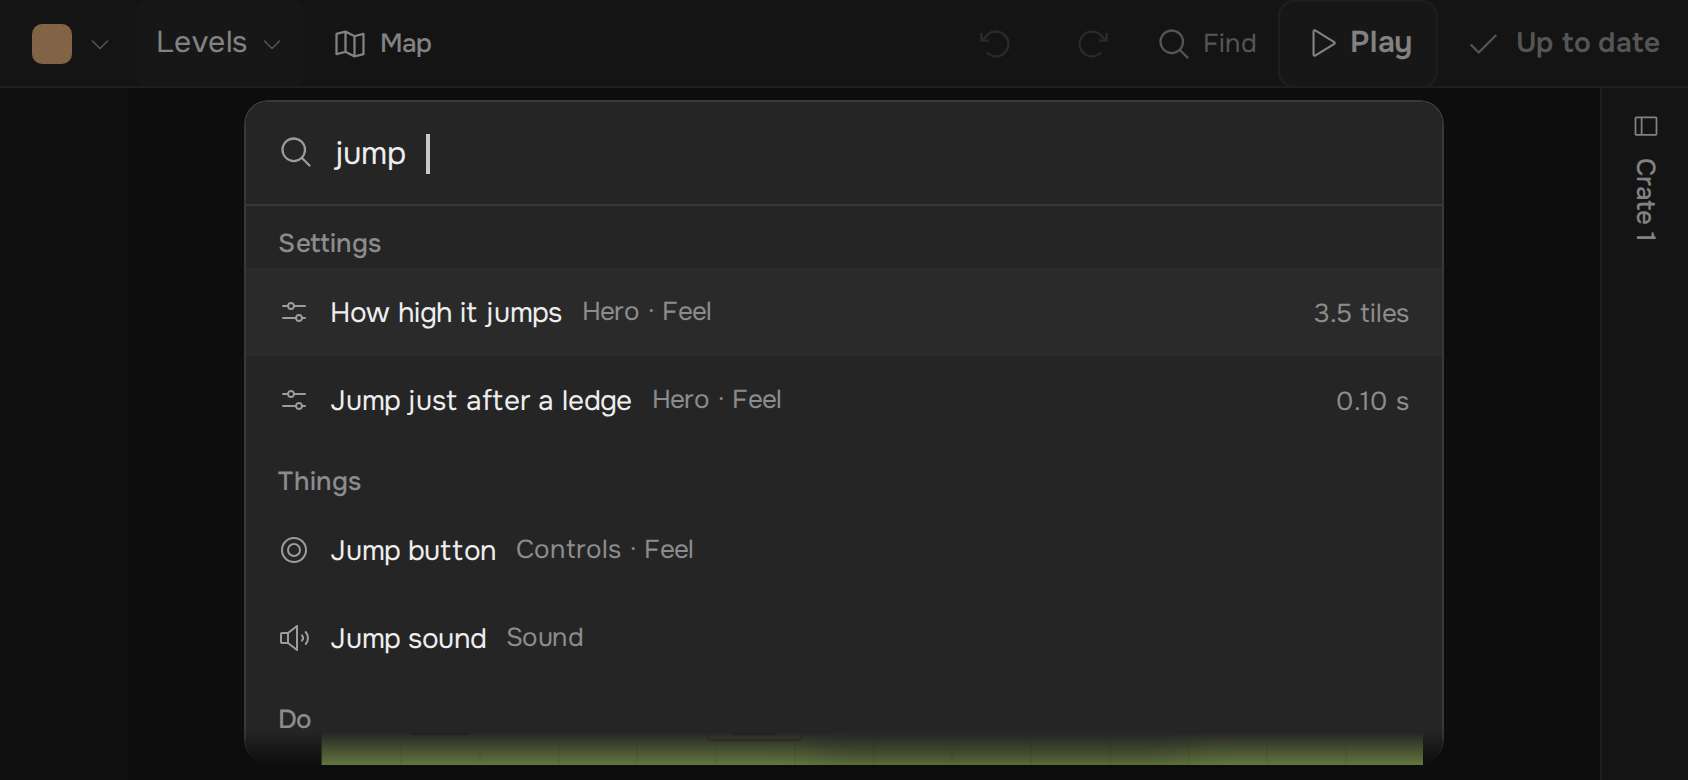 Levels Map Find Play Up to date
jump
Crate 1
Settings
How high it jumps Hero · Feel 3.5 tiles
Jump just after a ledge Hero · Feel 0.10 s
Things
Jump button Controls · Feel
Jump sound Sound
Do